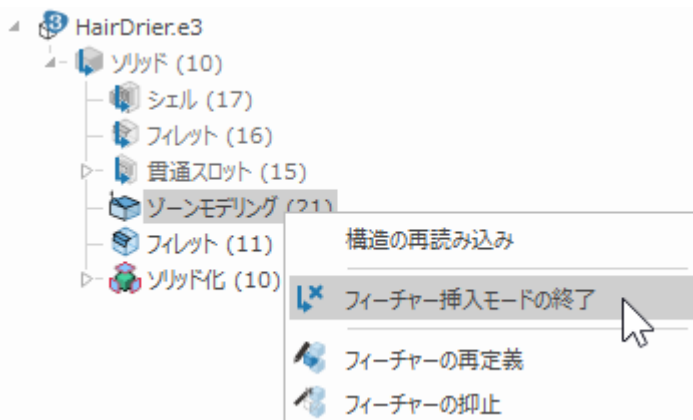 HairDrier.e3
ソリッド (10)
シェル (17)
フィレット (16)
貫通スロット (15)
ゾーンモデリング (21)
フィレット (11)
ソリッド化 (10)
構造の再読み込み
フィーチャー挿入モードの終了
フィーチャーの再定義
フィーチャーの抑止